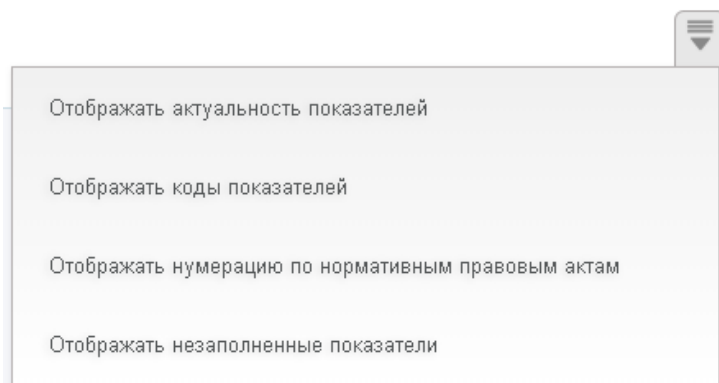 Отображать актуальность показателей
Отображать коды показателей
Отображать нумерацию по нормативным правовым актам
Отображать незаполненные показатели